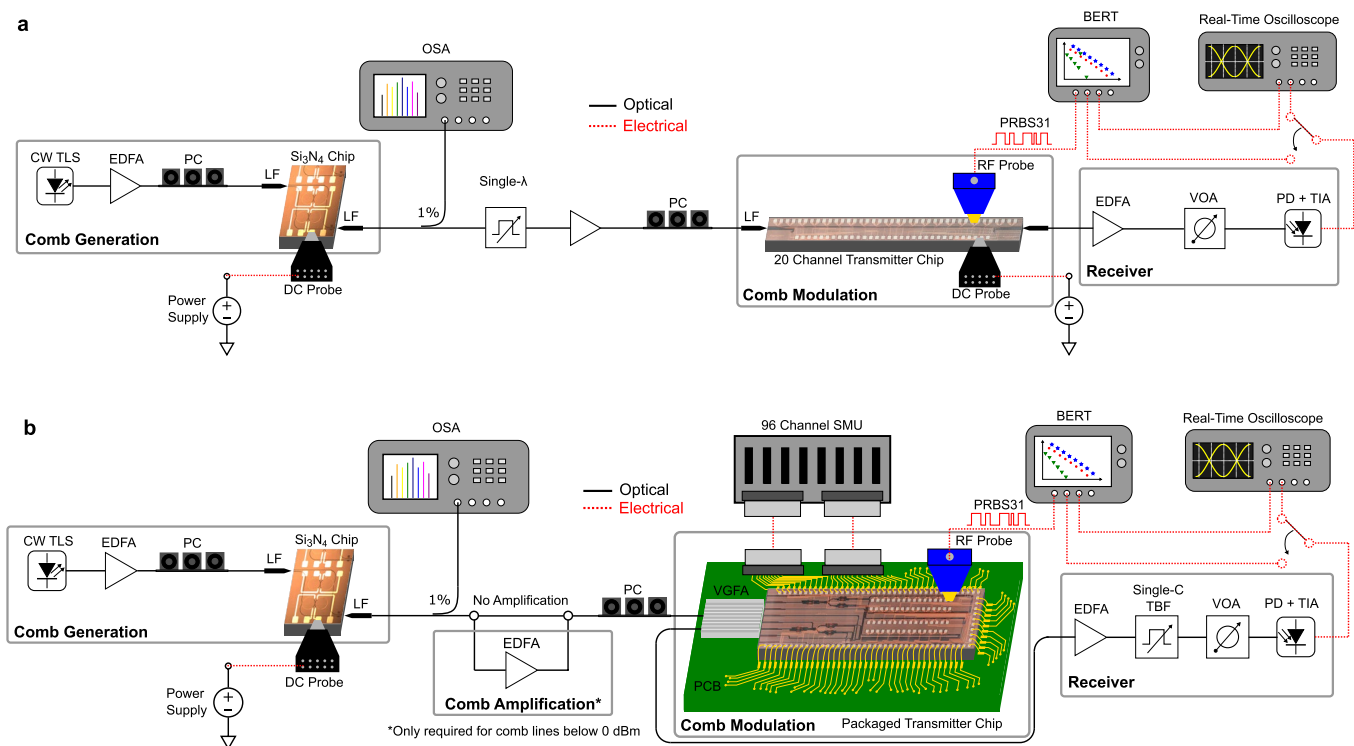 a
BERT
Real-Time Oscilloscope
OSA
Optical
Electrical
PRBS31
CW TLS
EDFA
PC
LF
Si₃N₄ Chip
RF Probe
Single-λ
PC
LF
1%
LF
EDFA
VOA
PD + TIA
Comb Generation
20 Channel Transmitter Chip
Receiver
DC Probe
Comb Modulation
DC Probe
Power
Supply
b
BERT
Real-Time Oscilloscope
96 Channel SMU
OSA
Optical
Electrical
PRBS31
CW TLS
EDFA
PC
LF
Si₃N₄ Chip
RF Probe
VGFA
PC
No Amplification
1%
LF
EDFA
Single-C
TBF
VOA
PD + TIA
Comb Generation
EDFA
DC Probe
PCB
Receiver
Power
Supply
Comb Amplification*
Comb Modulation
Packaged Transmitter Chip
*Only required for comb lines below 0 dBm